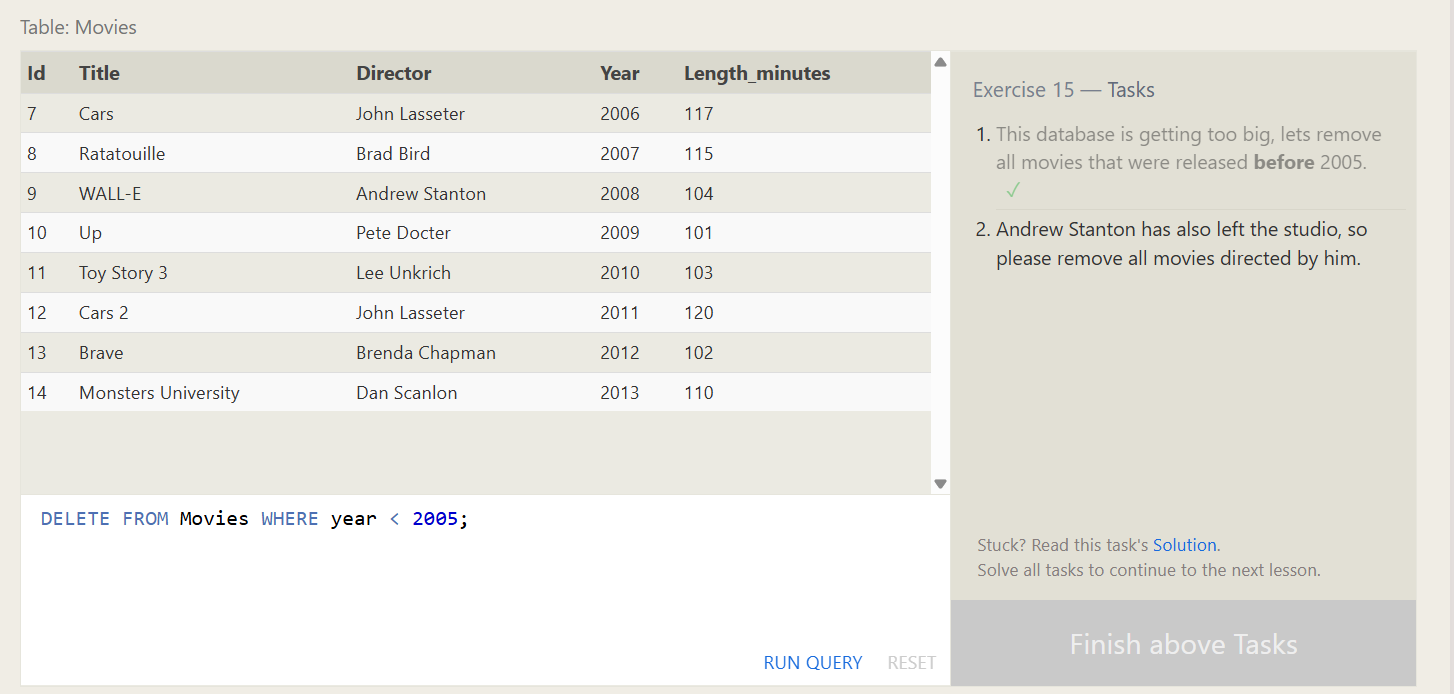 Table: Movies
Id Title Director Year Length_minutes
7 Cars John Lasseter 2006 117
8 Ratatouille Brad Bird 2007 115
9 WALL-E Andrew Stanton 2008 104
10 Up Pete Docter 2009 101
11 Toy Story 3 Lee Unkrich 2010 103
12 Cars 2 John Lasseter 2011 120
13 Brave Brenda Chapman 2012 102
14 Monsters University Dan Scanlon 2013 110
DELETE FROM Movies WHERE year < 2005;
RUN QUERY RESET
Exercise 15 — Tasks
1. This database is getting too big, lets remove
all movies that were released before 2005.
✓
2. Andrew Stanton has also left the studio, so
please remove all movies directed by him.
Stuck? Read this task's Solution.
Solve all tasks to continue to the next lesson.
Finish above Tasks